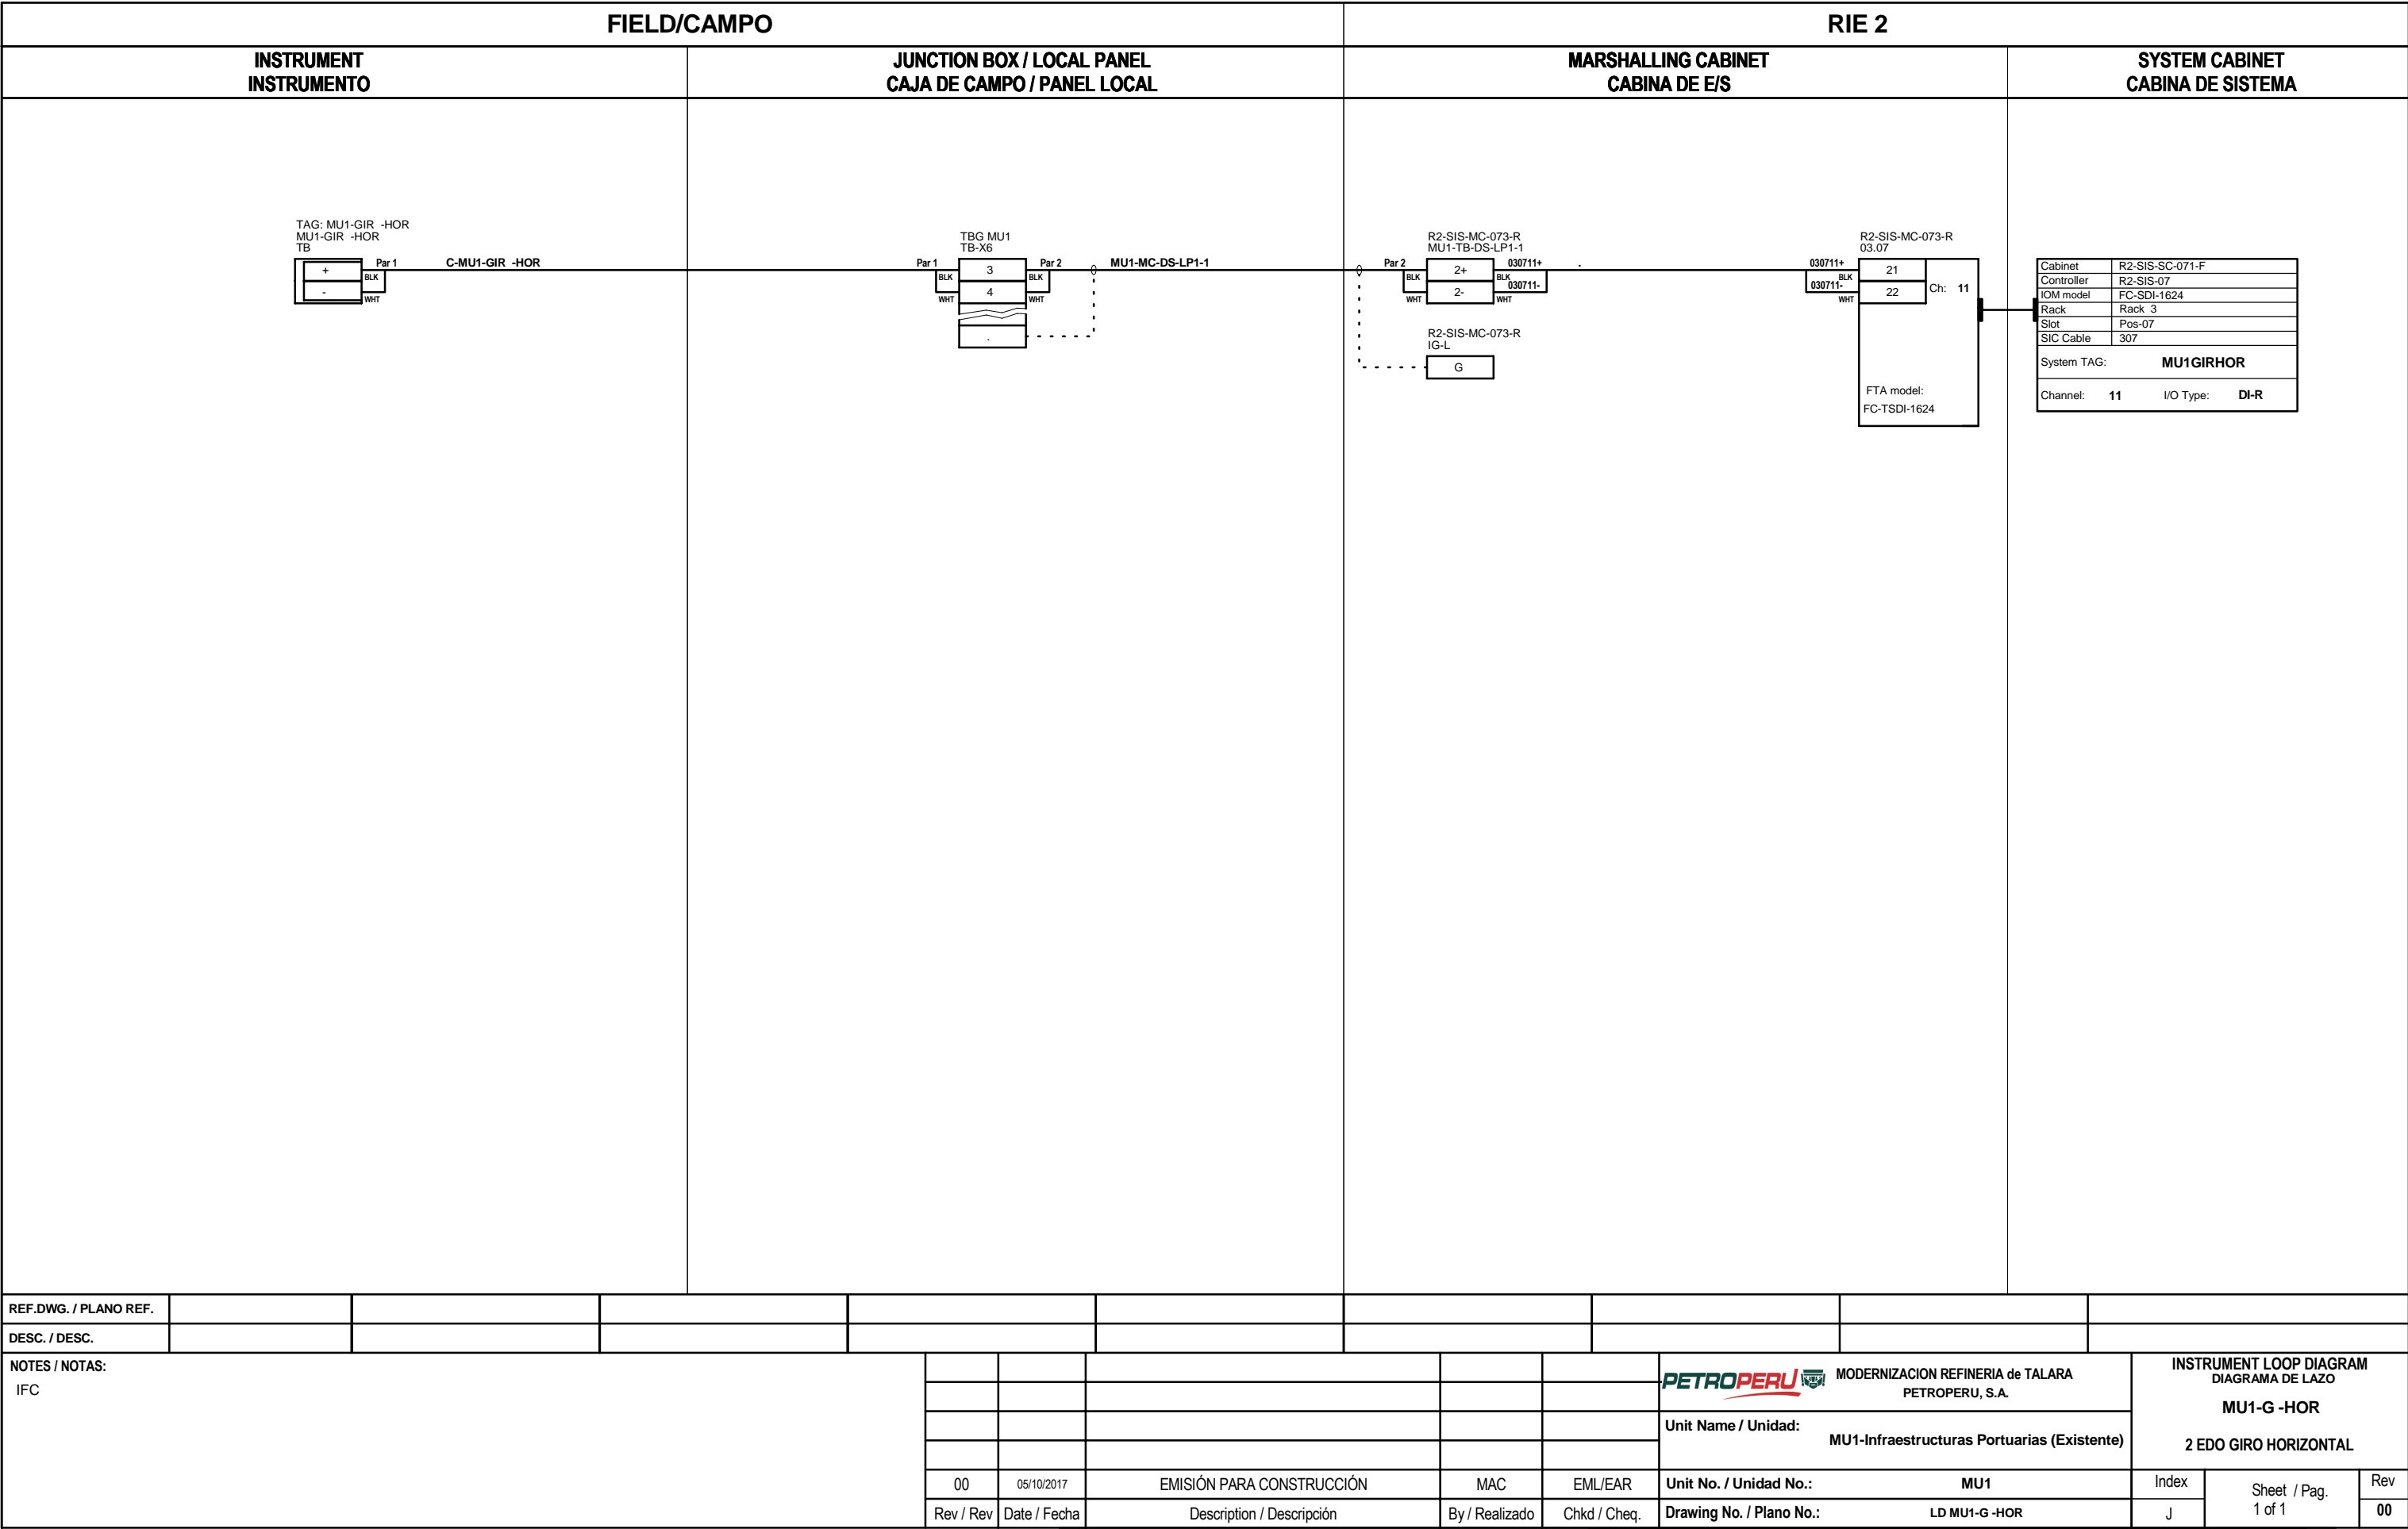 FIELD/CAMPO
RIE 2
INSTRUMENT
INSTRUMENTO
JUNCTION BOX / LOCAL PANEL
CAJA DE CAMPO / PANEL LOCAL
MARSHALLING CABINET
CABINA DE E/S
SYSTEM CABINET
CABINA DE SISTEMA
TAG: MU1-GIR -HOR
MU1-GIR -HOR
TB
+
-
Par 1
BLK
WHT
C-MU1-GIR -HOR
TBG MU1
TB-X6
Par 1
BLK
WHT
3
4
.
Par 2
BLK
WHT
MU1-MC-DS-LP1-1
R2-SIS-MC-073-R
MU1-TB-DS-LP1-1
Par 2
BLK
WHT
2+
2-
030711+
BLK
030711-
WHT
.
R2-SIS-MC-073-R
IG-L
G
R2-SIS-MC-073-R
03.07
030711+
BLK
030711-
WHT
21
22
Ch: 11
FTA model:
FC-TSDI-1624
Cabinet R2-SIS-SC-071-F
Controller R2-SIS-07
IOM model FC-SDI-1624
Rack Rack 3
Slot Pos-07
SIC Cable 307
System TAG: MU1GIRHOR
Channel: 11 I/O Type: DI-R
REF.DWG. / PLANO REF.
DESC. / DESC.
NOTES / NOTAS:
IFC
00 05/10/2017 EMISIÓN PARA CONSTRUCCIÓN MAC EML/EAR
Rev / Rev Date / Fecha Description / Descripción By / Realizado Chkd / Cheq.
PETROPERU
MODERNIZACION REFINERIA de TALARA
PETROPERU, S.A.
Unit Name / Unidad:
MU1-Infraestructuras Portuarias (Existente)
Unit No. / Unidad No.: MU1
Drawing No. / Plano No.: LD MU1-G -HOR
INSTRUMENT LOOP DIAGRAM
DIAGRAMA DE LAZO
MU1-G -HOR
2 EDO GIRO HORIZONTAL
Index
J
Sheet / Pag.
1 of 1
Rev
00